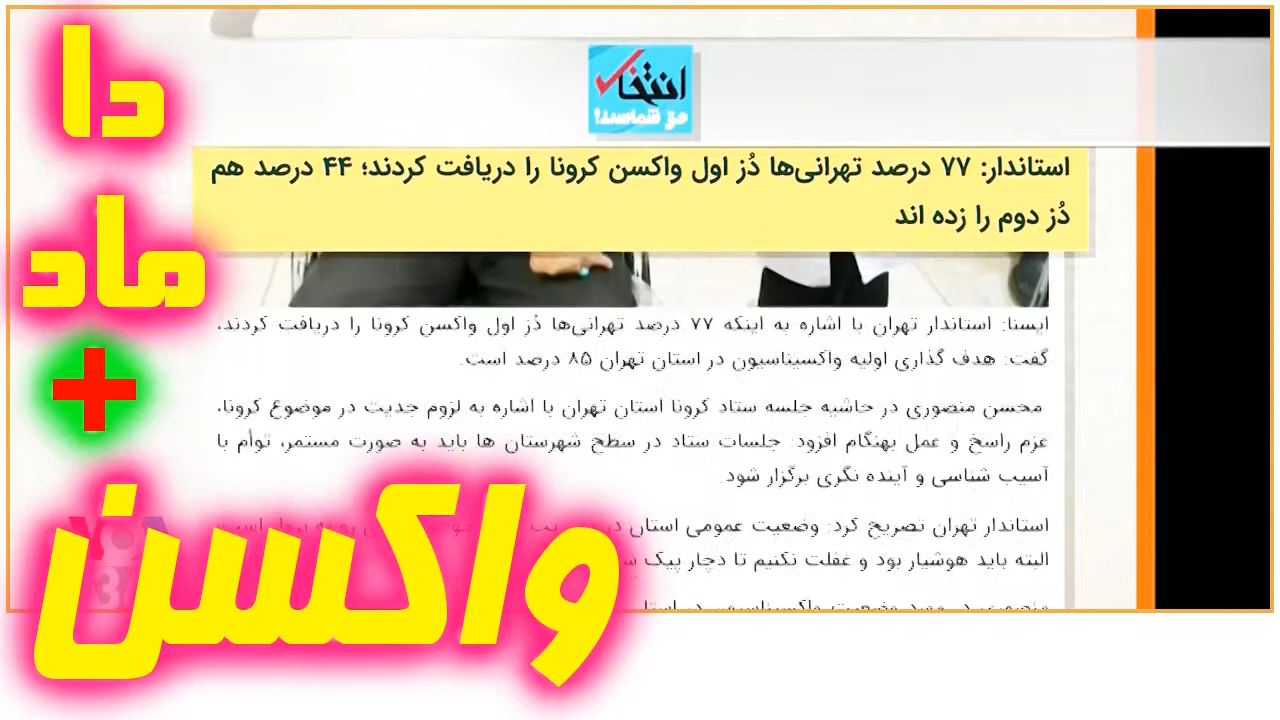 انتخاب
حق شماست!
استاندار: ۷۷ درصد تهرانی‌ها دُز اول واکسن کرونا را دریافت کردند؛ ۴۴ درصد هم
دُز دوم را زده اند
ایسنا: استاندار تهران با اشاره به اینکه ۷۷ درصد تهرانی‌ها دُز اول واکسن کرونا را دریافت کردند،
گفت: هدف گذاری اولیه واکسیناسیون در استان تهران ۸۵ درصد است.
محسن منصوری در حاشیه جلسه ستاد کرونا استان تهران با اشاره به لزوم جدیت در موضوع کرونا،
عزم راسخ و عمل بهنگام افزود: جلسات ستاد در سطح شهرستان ها باید به صورت مستمر، توأم با
آسیب شناسی و آینده نگری برگزار شود.
استاندار تهران تصریح کرد: وضعیت عمومی استان در
البته باید هوشیار بود و غفلت نکنیم تا دچار پیک
دا
ماد
+
واکسن